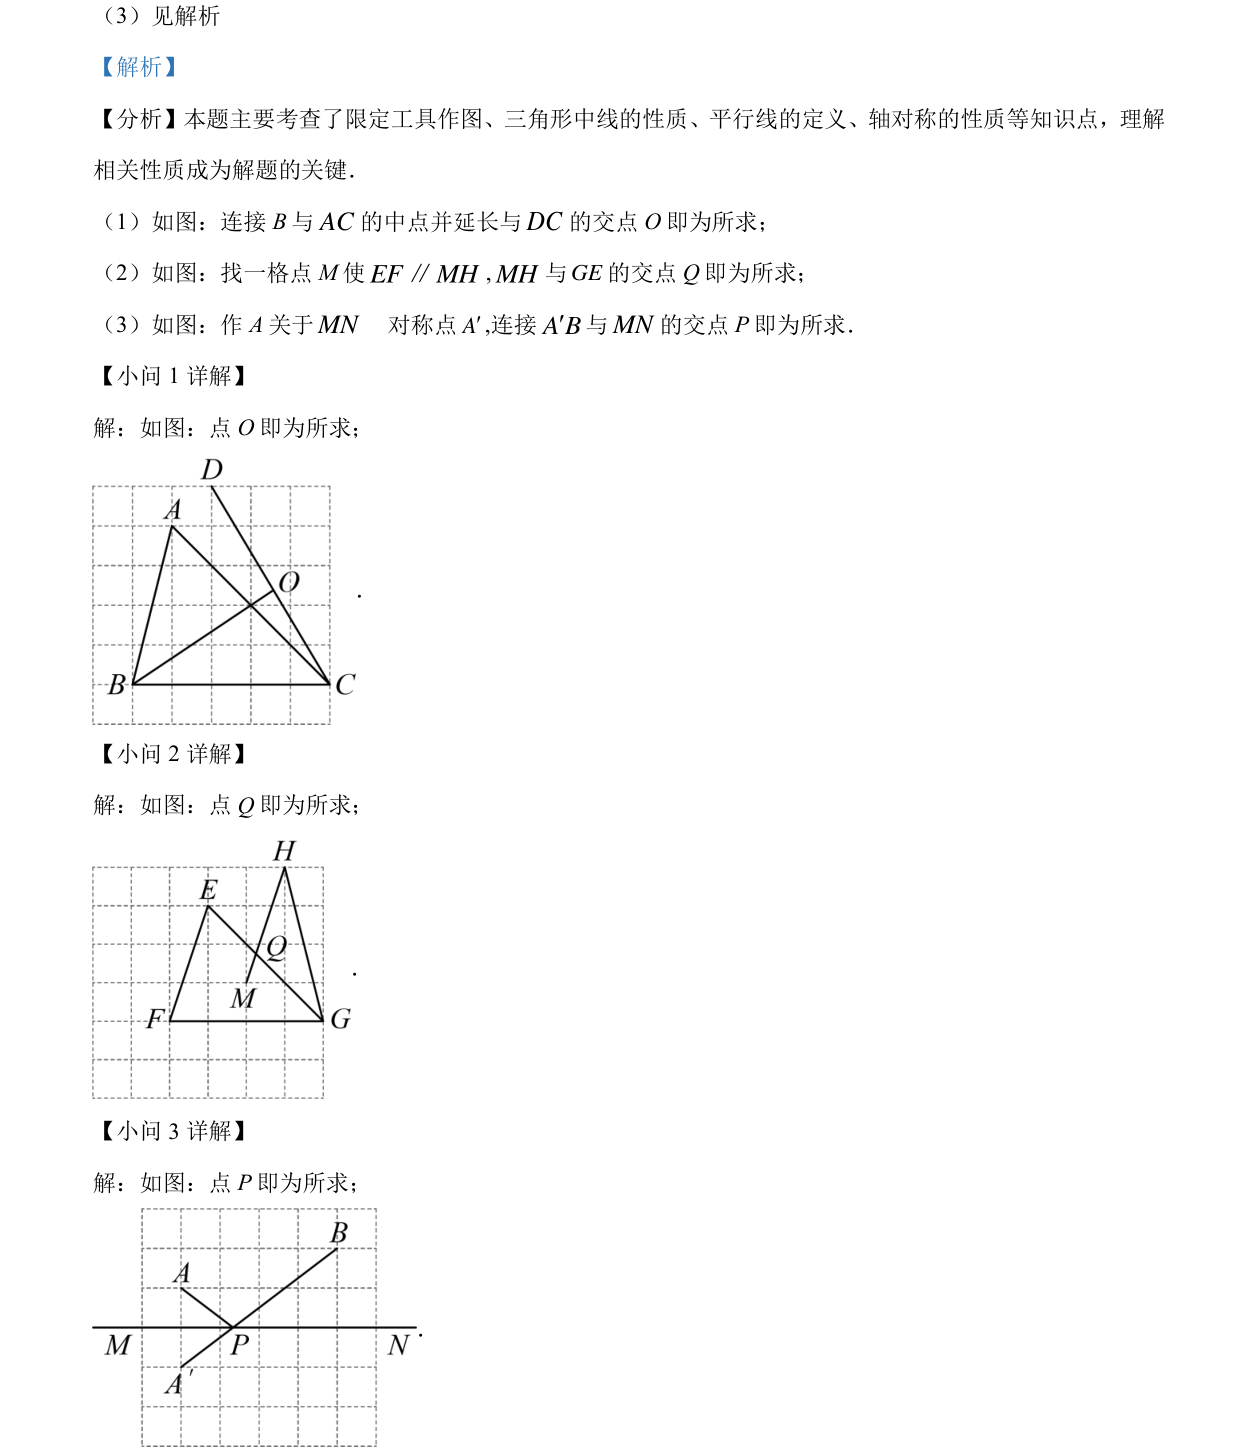 （3）见解析
【解析】
【分析】本题主要考查了限定工具作图、三角形中线的性质、平行线的定义、轴对称的性质等知识点，理解
相关性质成为解题的关键．
（1）如图：连接 B 与 AC 的中点并延长与 DC 的交点 O 即为所求；
（2）如图：找一格点 M 使 EF // MH , MH 与 GE 的交点 Q 即为所求；
（3）如图：作 A 关于 MN 对称点 A′ ,连接 A′B 与 MN 的交点 P 即为所求．
【小问 1 详解】
解：如图：点 O 即为所求；
D
A
O
.
B
C
【小问 2 详解】
解：如图：点 Q 即为所求；
H
E
Q
.
M
F
G
【小问 3 详解】
解：如图：点 P 即为所求；
B
A
M
P
N
.
A′